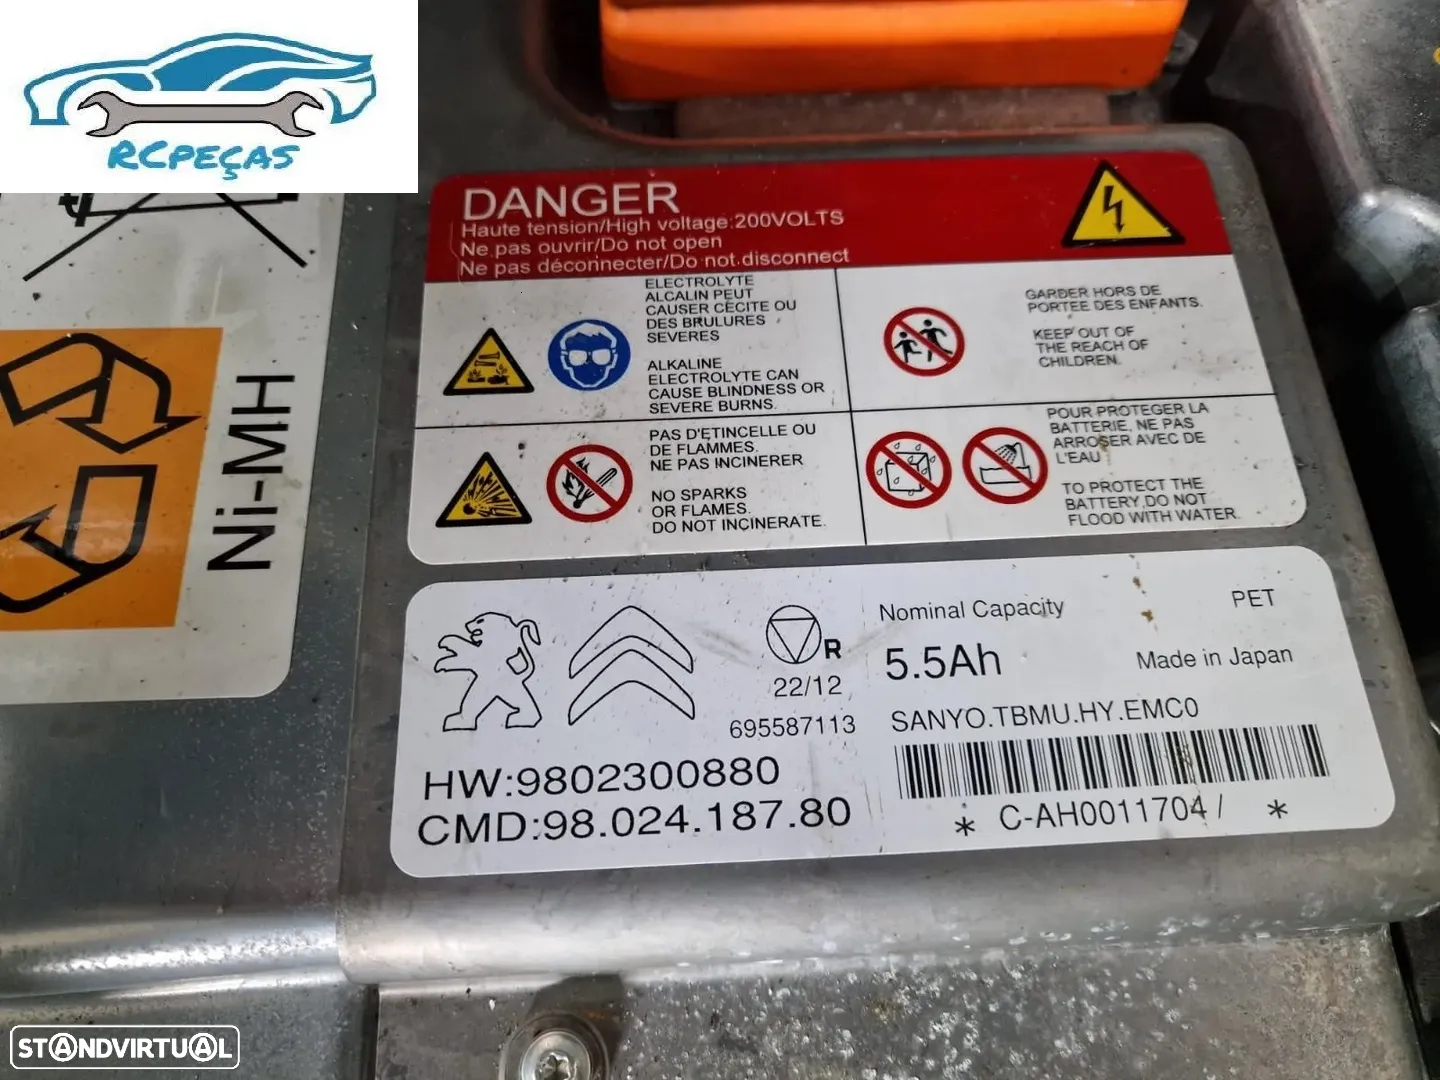 RCPEÇAS
Ni-MH
DANGER
Haute tension/High voltage:200VOLTS
Ne pas ouvrir/Do not open
Ne pas déconnecter/Do not disconnect
ELECTROLYTE
ALCALIN PEUT
CAUSER CECITE OU
DES BRULURES
SEVERES
ALKALINE
ELECTROLYTE CAN
CAUSE BLINDNESS OR
SEVERE BURNS.
GARDER HORS DE
PORTEE DES ENFANTS.
KEEP OUT OF
THE REACH OF
CHILDREN.
PAS D'ETINCELLE OU
DE FLAMMES.
NE PAS INCINERER
NO SPARKS
OR FLAMES.
DO NOT INCINERATE.
POUR PROTEGER LA
BATTERIE, NE PAS
ARROSER AVEC DE
L'EAU
TO PROTECT THE
BATTERY,DO NOT
FLOOD WITH WATER.
R
22/12
695587113
HW:9802300880
CMD:98.024.187.80
Nominal Capacity
PET
5.5Ah
Made in Japan
SANYO.TBMU.HY.EMC0
* C-AH0011704/ *
STANDVIRTUAL